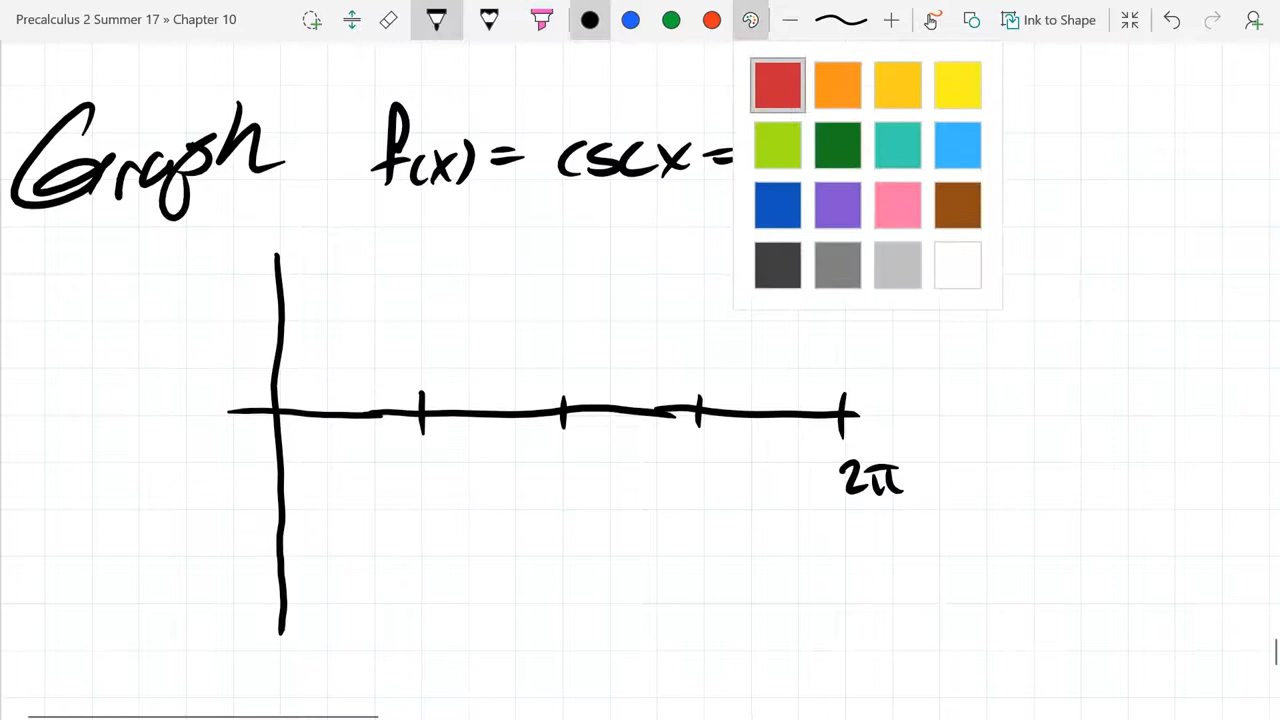 Precalculus 2 Summer 17 » Chapter 10
Ink to Shape
Graph f(x) = cscx =
2π